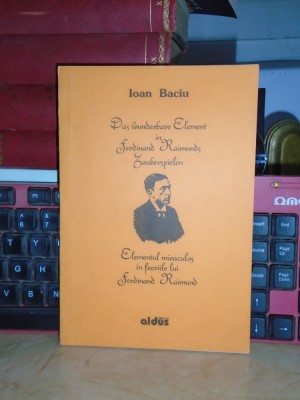 Ioan Baciu
Das Wunderbare Element
in
Ferdinand Raimunds
Zauberspielen
Elementul miraculos
în feeriile lui
Ferdinand Raimund
aldus